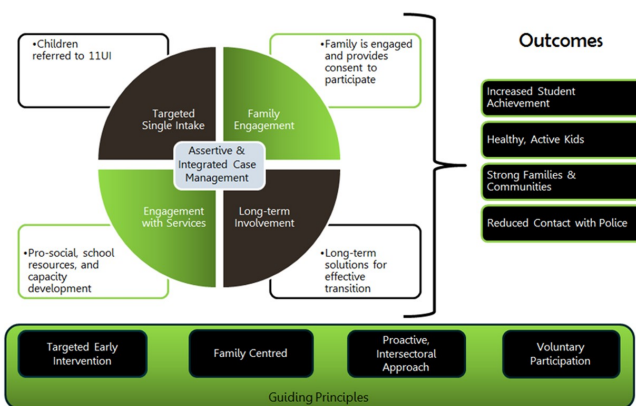 •Children
referred to 11UI
•Family is engaged
and provides
consent to
participate
Targeted
Single Intake
Family
Engagement
Assertive &
Integrated Case
Management
Engagement
with Services
Long-term
Involvement
•Pro-social, school
resources, and
capacity
development
•Long-term
solutions for
effective
transition
Outcomes
Increased Student
Achievement
Healthy, Active Kids
Strong Families &
Communities
Reduced Contact with Police
Targeted Early
Intervention
Family Centred
Proactive,
Intersectoral
Approach
Voluntary
Participation
Guiding Principles